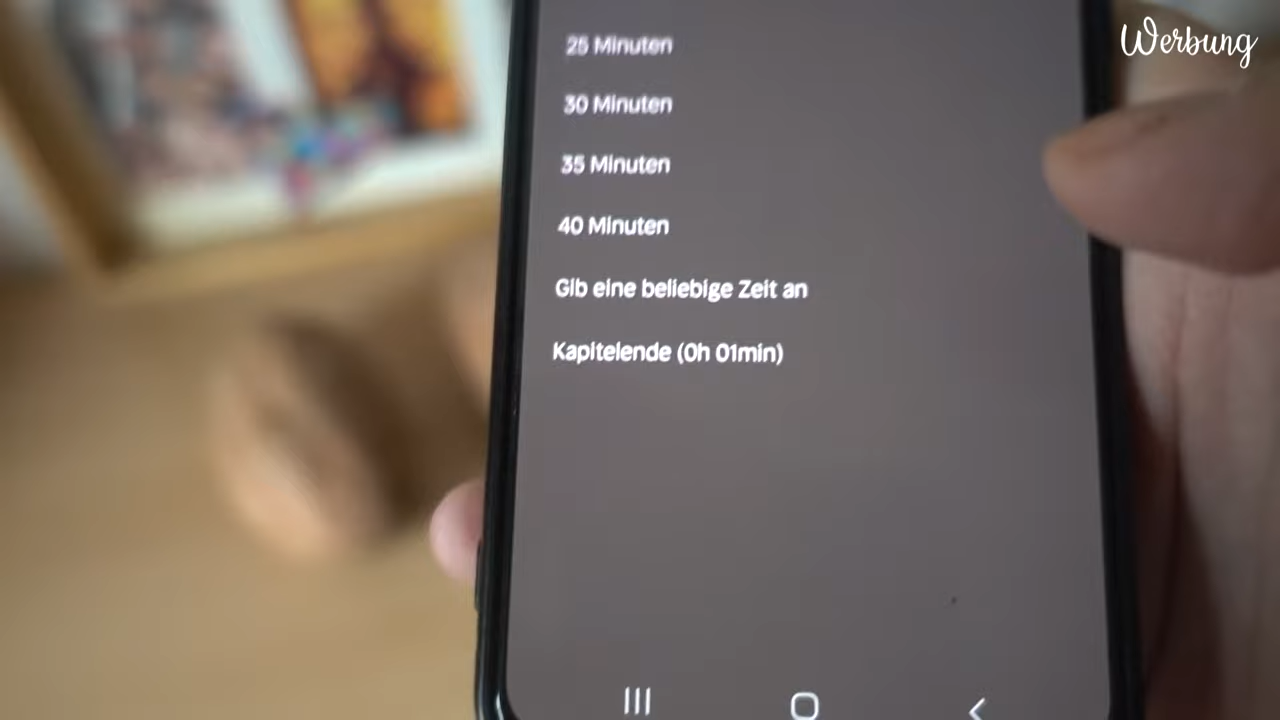 Werbung
25 Minuten
30 Minuten
35 Minuten
40 Minuten
Gib eine beliebige Zeit an
Kapitelende (0h 01min)